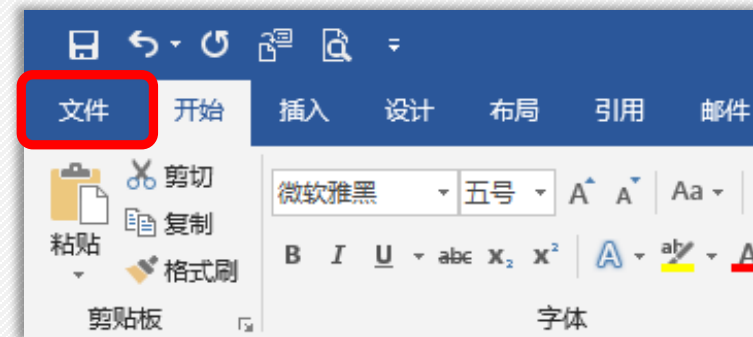 文件 开始 插入 设计 布局 引用 邮件
剪切
复制
粘贴
格式刷
剪贴板
微软雅黑 五号 A A Aa
B I U abc X₂ X² A aby A
字体